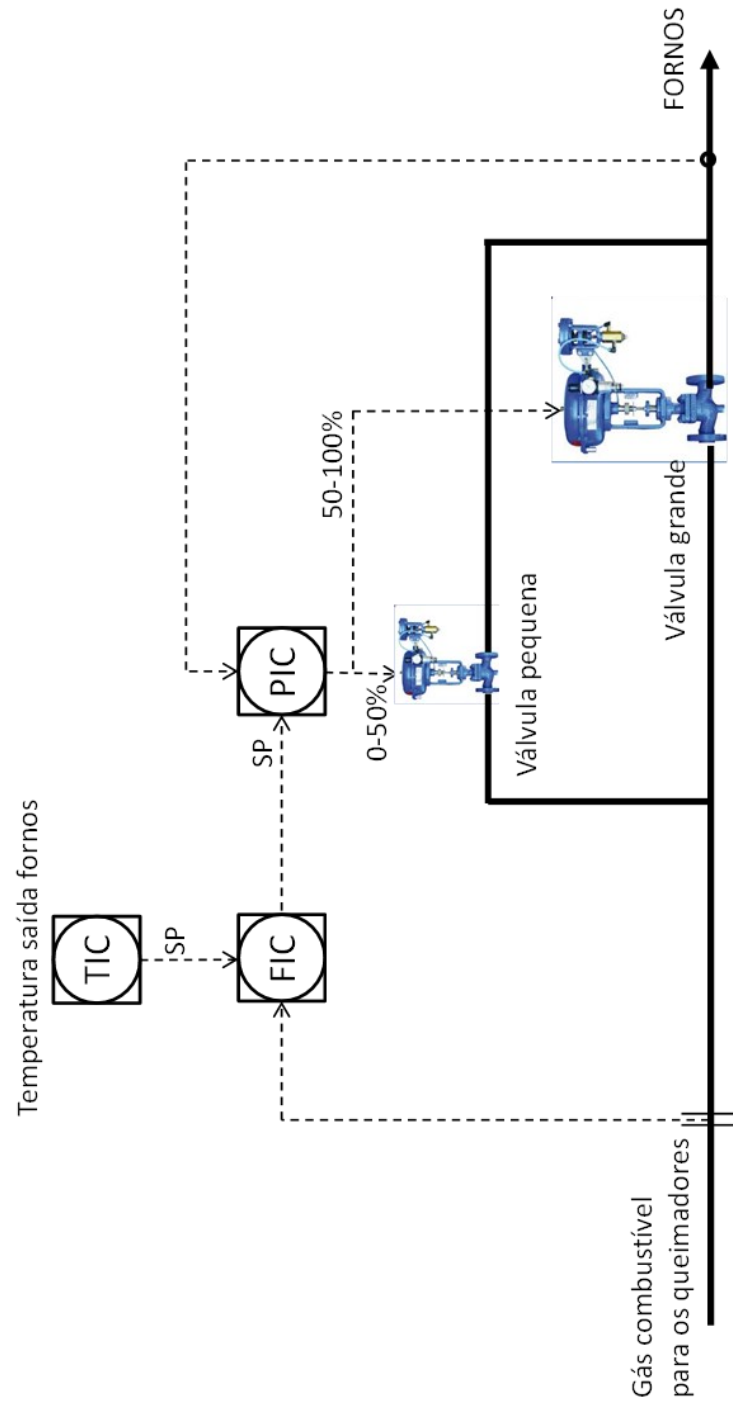 Temperatura saída fornos
TIC
SP
FIC
SP
PIC
0-50%
50-100%
Válvula pequena
Válvula grande
Gás combustível
para os queimadores
FORNOS